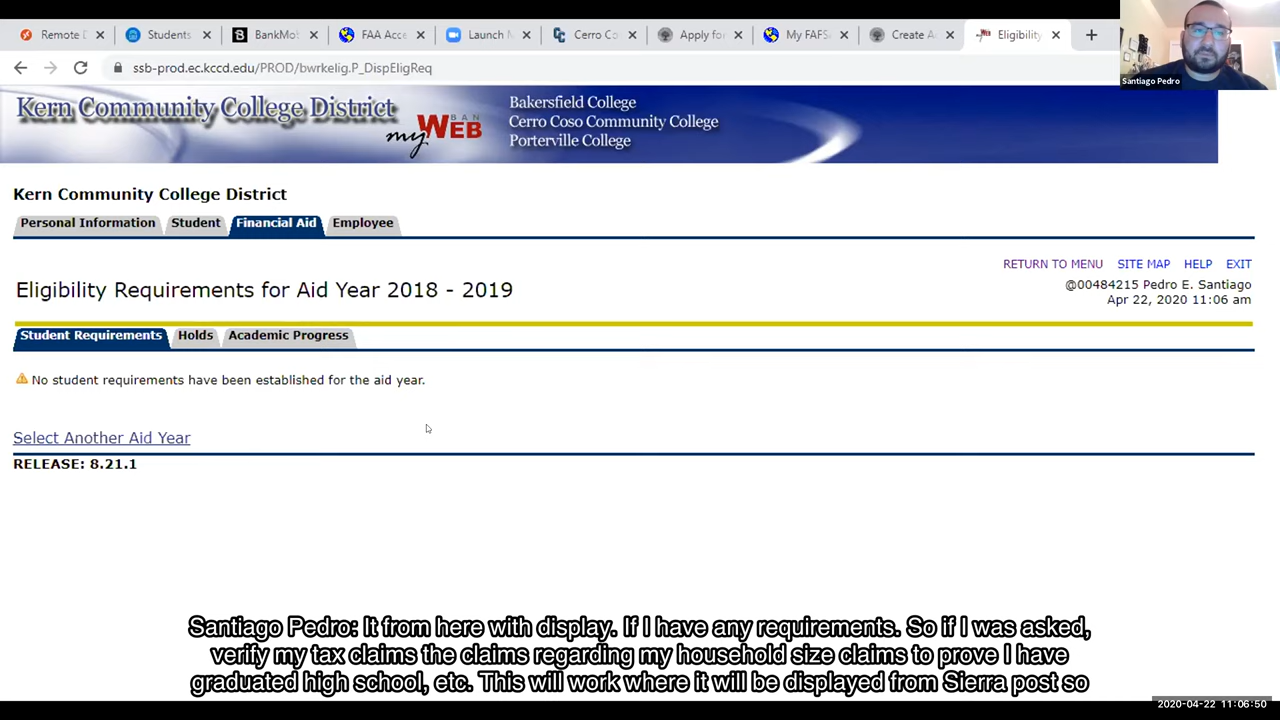 Remote D
Students
BankMob
FAA Acce
Launch M
Cerro Co
Apply for
My FAFS
Create A
Eligibility
ssb-prod.ec.kccd.edu/PROD/bwrkelig.P_DispEligReq
Santiago Pedro
Kern Community College District
my BAN WEB
Bakersfield College
Cerro Coso Community College
Porterville College
Kern Community College District
Personal Information Student Financial Aid Employee
RETURN TO MENU SITE MAP HELP EXIT
Eligibility Requirements for Aid Year 2018 - 2019
@00484215 Pedro E. Santiago
Apr 22, 2020 11:06 am
Student Requirements Holds Academic Progress
No student requirements have been established for the aid year.
Select Another Aid Year
RELEASE: 8.21.1
Santiago Pedro: It from here with display. If I have any requirements. So if I was asked,
verify my tax claims the claims regarding my household size claims to prove I have
graduated high school, etc. This will work where it will be displayed from Sierra post so
2020-04-22 11:06:50